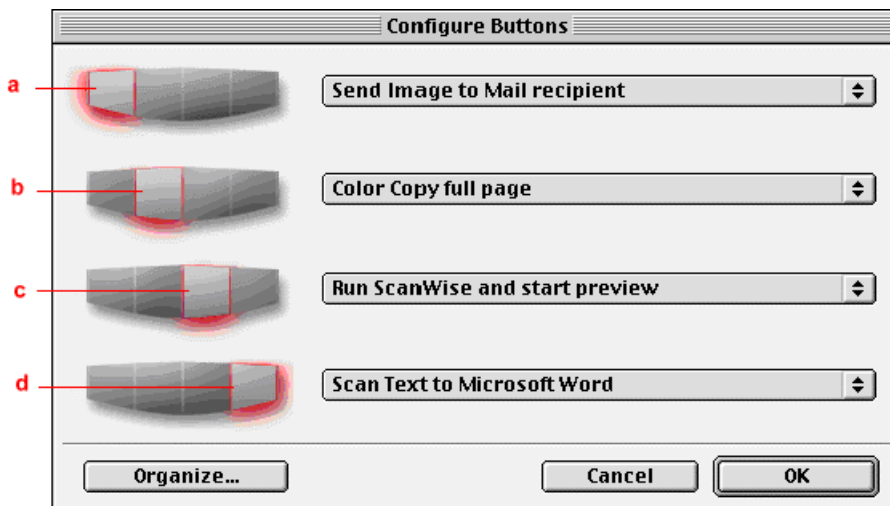 Configure Buttons
a
Send Image to Mail recipient
b
Color Copy full page
c
Run ScanWise and start preview
d
Scan Text to Microsoft Word
Organize...
Cancel
OK